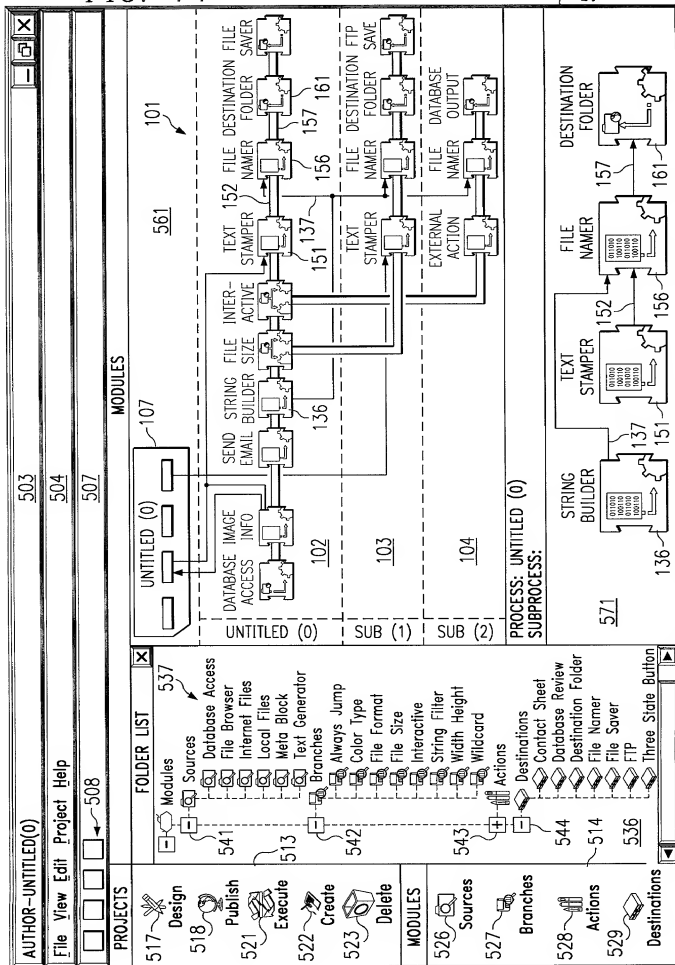 AUTHOR-UNTITLED(0)
503
File View Edit Project Help
504
508
507
PROJECTS
517
Design
518
Publish
521
Execute
522
Create
523
Delete
513
MODULES
526
Sources
527
Branches
528
Actions
529
Destinations
514
FOLDER LIST
X
537
Modules
541
Sources
Database Access
File Browser
Internet Files
Local Files
Meta Block
Text Generator
542
Branches
Always Jump
Color Type
File Format
File Size
Interactive
String Filter
Width Height
Wildcard
543
Actions
544
Destinations
Contact Sheet
Database Review
Destination Folder
File Namer
File Saver
FTP
Three State Button
536
MODULES
107
UNTITLED (0)
561
101
UNTITLED (0)
DATABASE ACCESS
IMAGE INFO
SEND EMAIL
STRING BUILDER
FILE SIZE
INTER-ACTIVE
TEXT STAMPER
FILE NAMER
DESTINATION FOLDER
FILE SAVER
102
136
151
152
156
157
161
137
SUB (1)
103
TEXT STAMPER
FILE NAMER
DESTINATION FOLDER
FTP SAVE
SUB (2)
104
EXTERNAL ACTION
FILE NAMER
DATABASE OUTPUT
PROCESS: UNTITLED (0)
SUBPROCESS:
571
STRING BUILDER
TEXT STAMPER
FILE NAMER
DESTINATION FOLDER
137
152
157
136
151
156
161